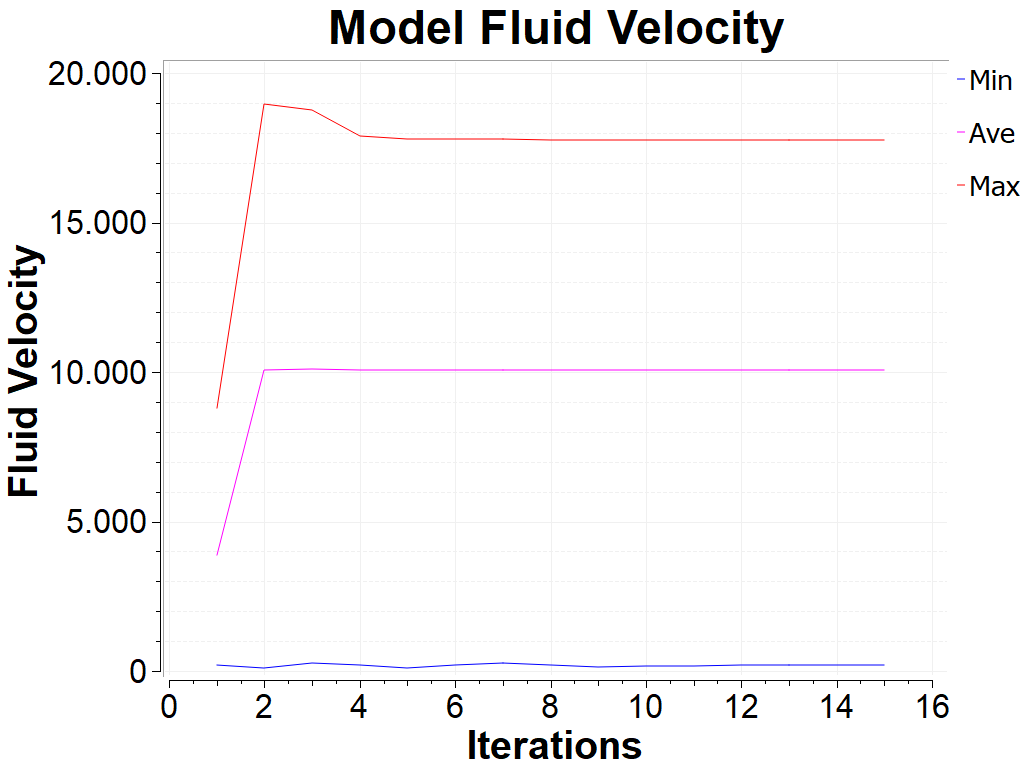 Model Fluid Velocity
20.000
15.000
10.000
5.000
0
Fluid Velocity
0 2 4 6 8 10 12 14 16
Iterations
Min
Ave
Max